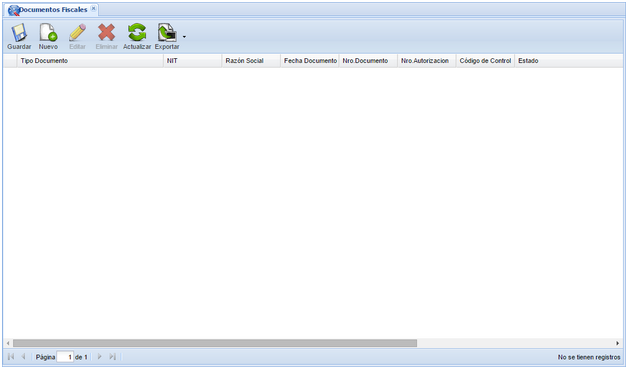 Documentos Fiscales
Guardar Nuevo Editar Eliminar Actualizar Exportar
Tipo Documento NIT Razón Social Fecha Documento Nro.Documento Nro.Autorizacion Código de Control Estado
Página 1 de 1 No se tienen registros